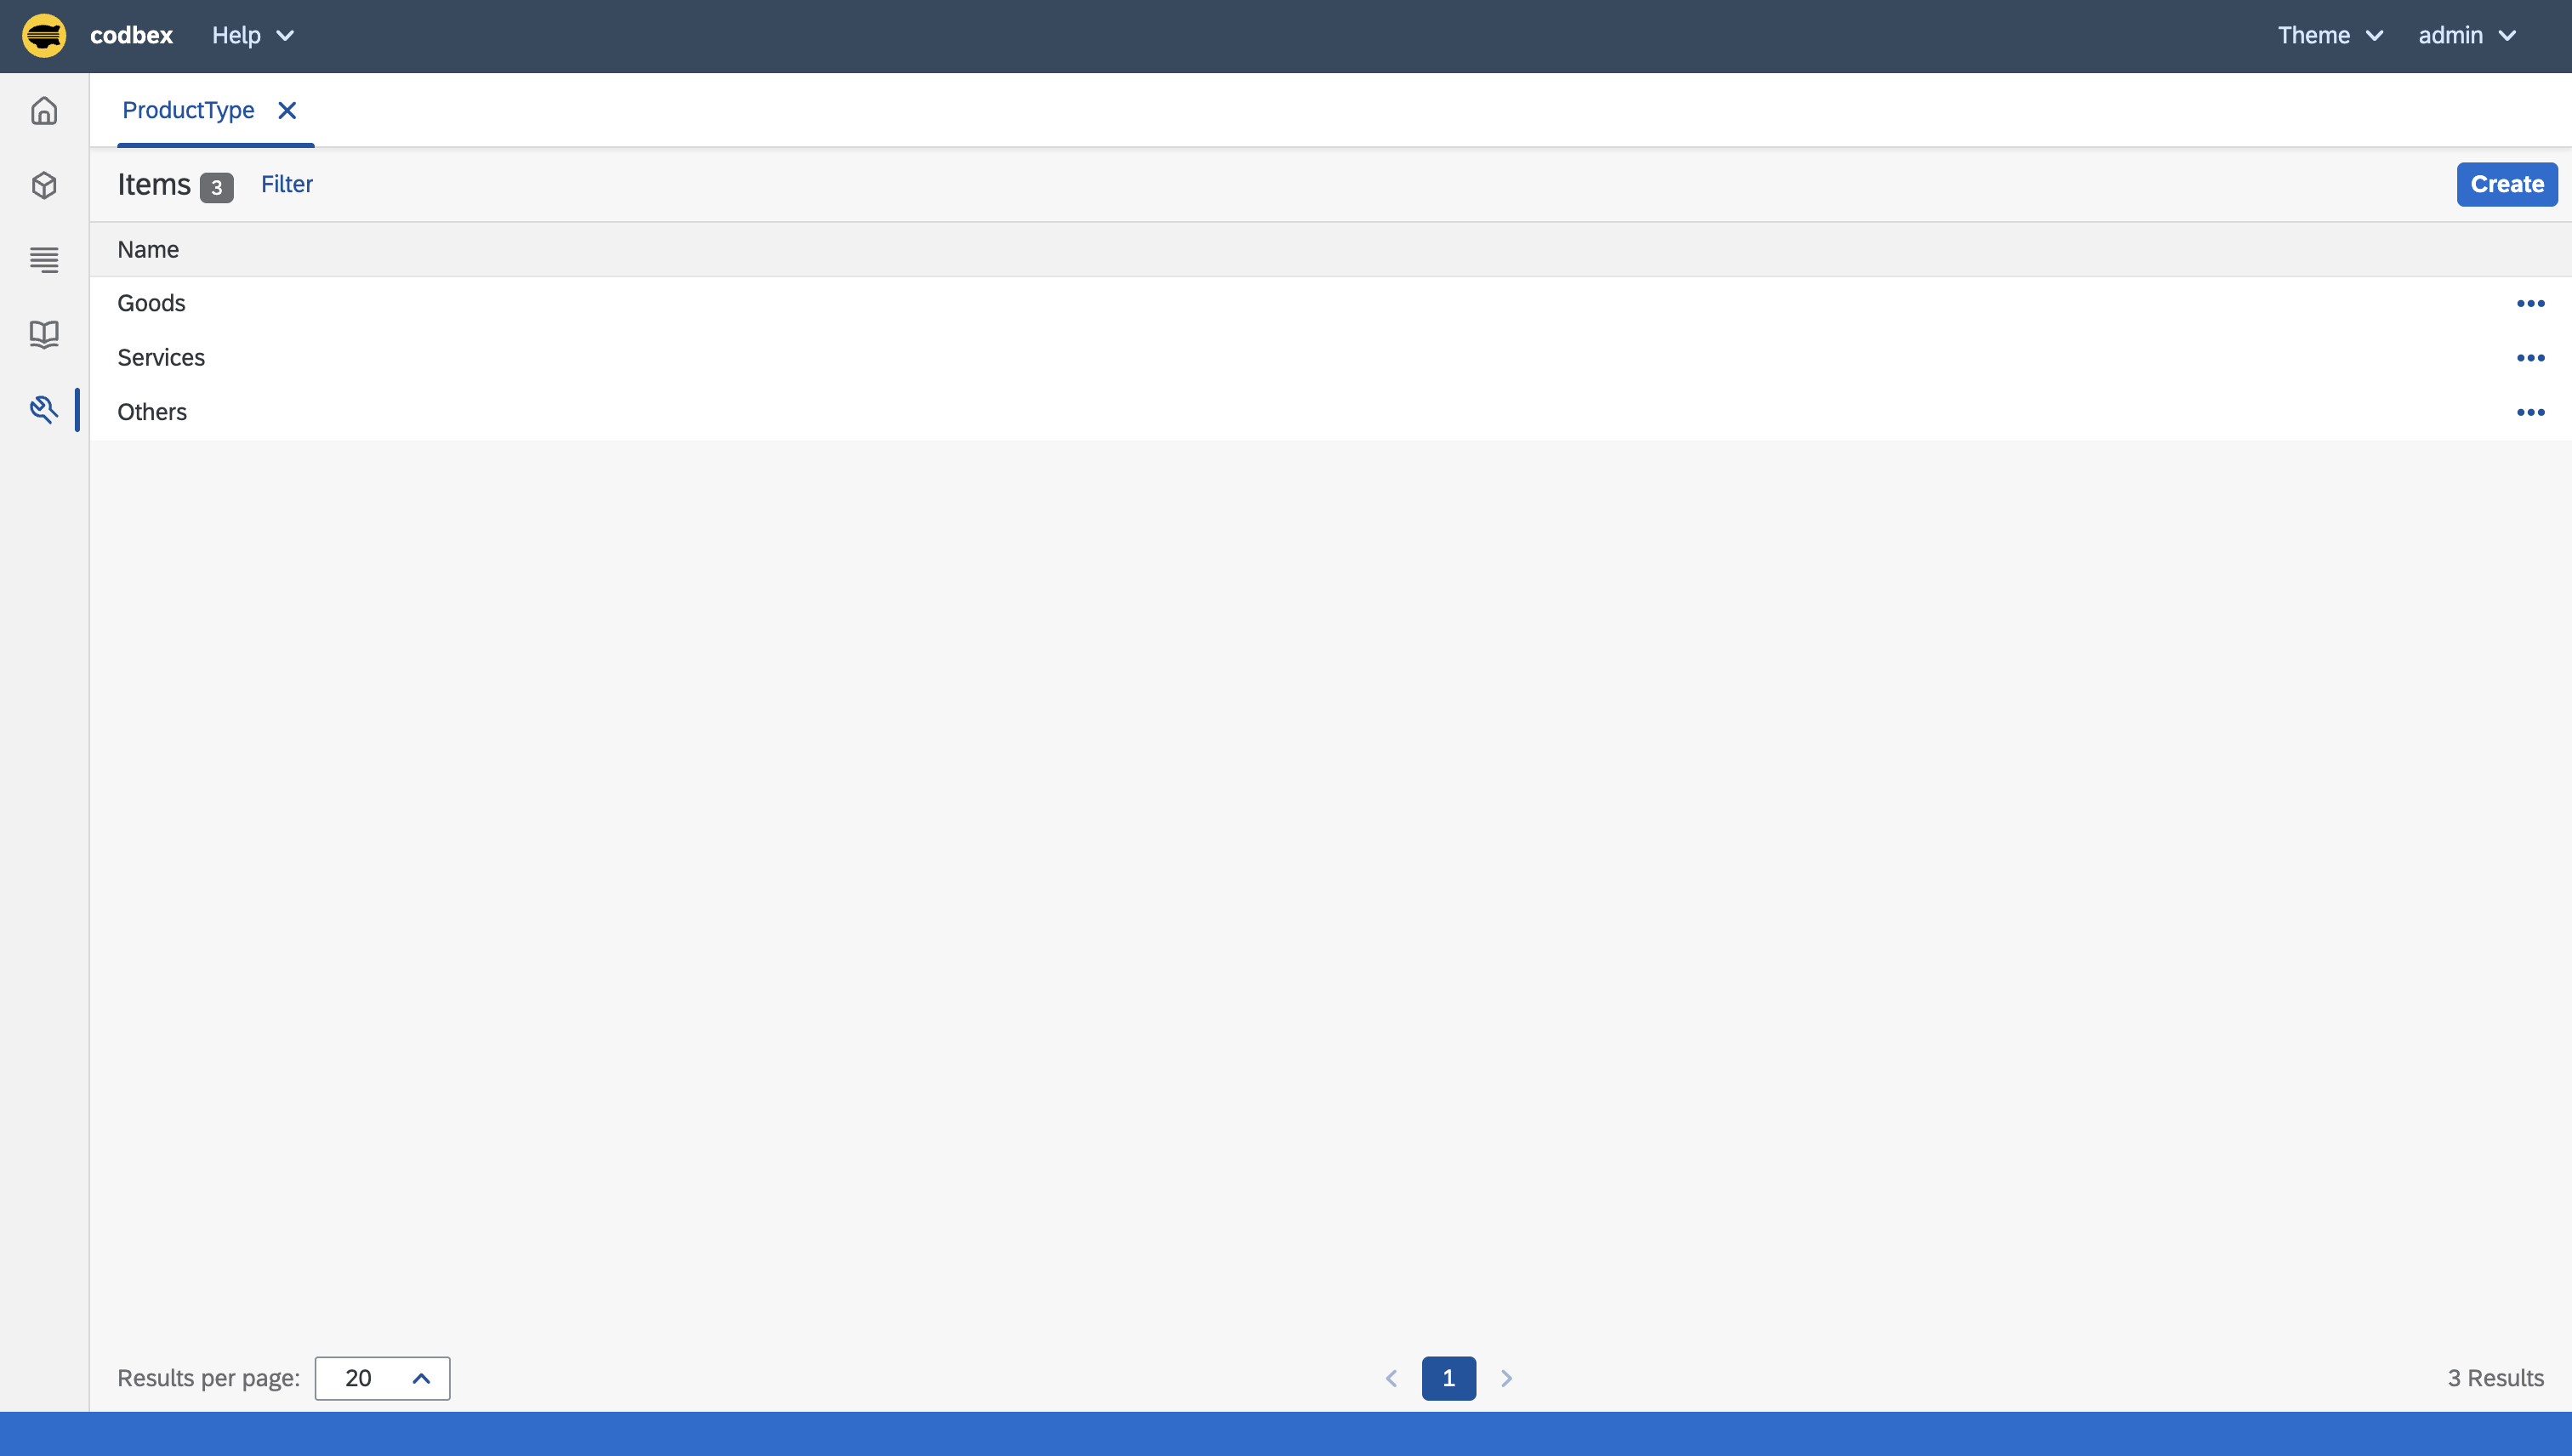 codbex Help Theme admin
ProductType
Items 3 Filter Create
Name
Goods
Services
Others
Results per page: 20 1 3 Results